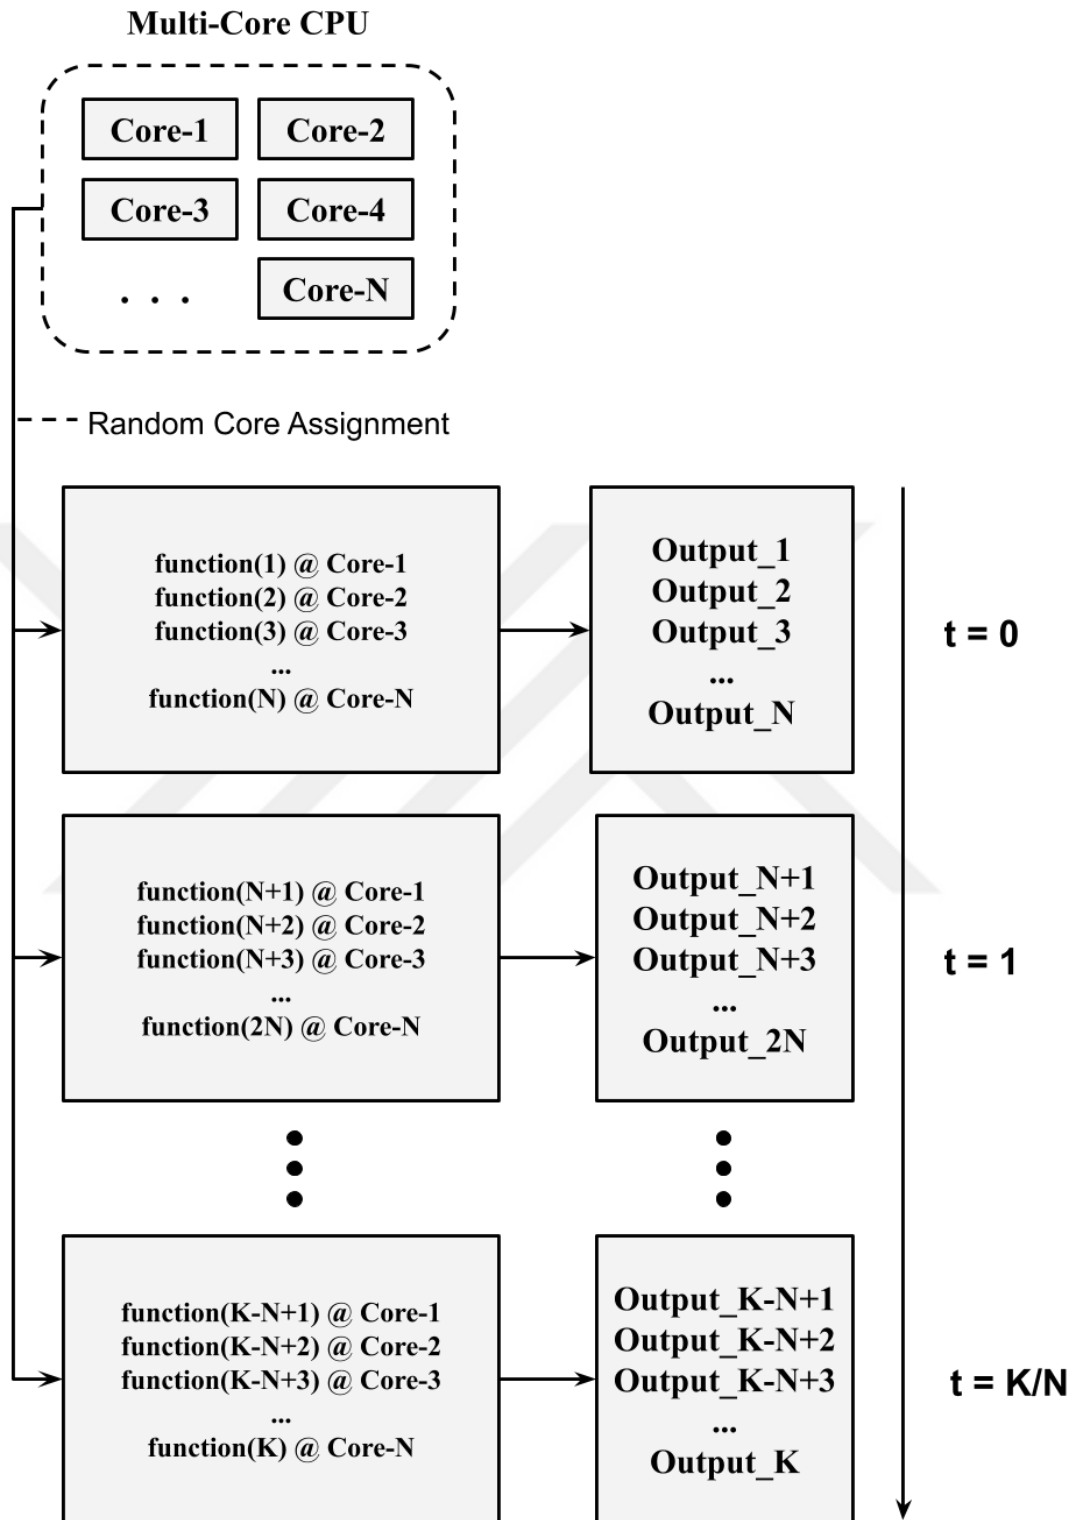 Multi-Core CPU
Core-1 Core-2
Core-3 Core-4
. . . Core-N
Random Core Assignment
function(1) @ Core-1
function(2) @ Core-2
function(3) @ Core-3
...
function(N) @ Core-N
Output_1
Output_2
Output_3
...
Output_N
t = 0
function(N+1) @ Core-1
function(N+2) @ Core-2
function(N+3) @ Core-3
...
function(2N) @ Core-N
Output_N+1
Output_N+2
Output_N+3
...
Output_2N
t = 1
function(K-N+1) @ Core-1
function(K-N+2) @ Core-2
function(K-N+3) @ Core-3
...
function(K) @ Core-N
Output_K-N+1
Output_K-N+2
Output_K-N+3
...
Output_K
t = K/N